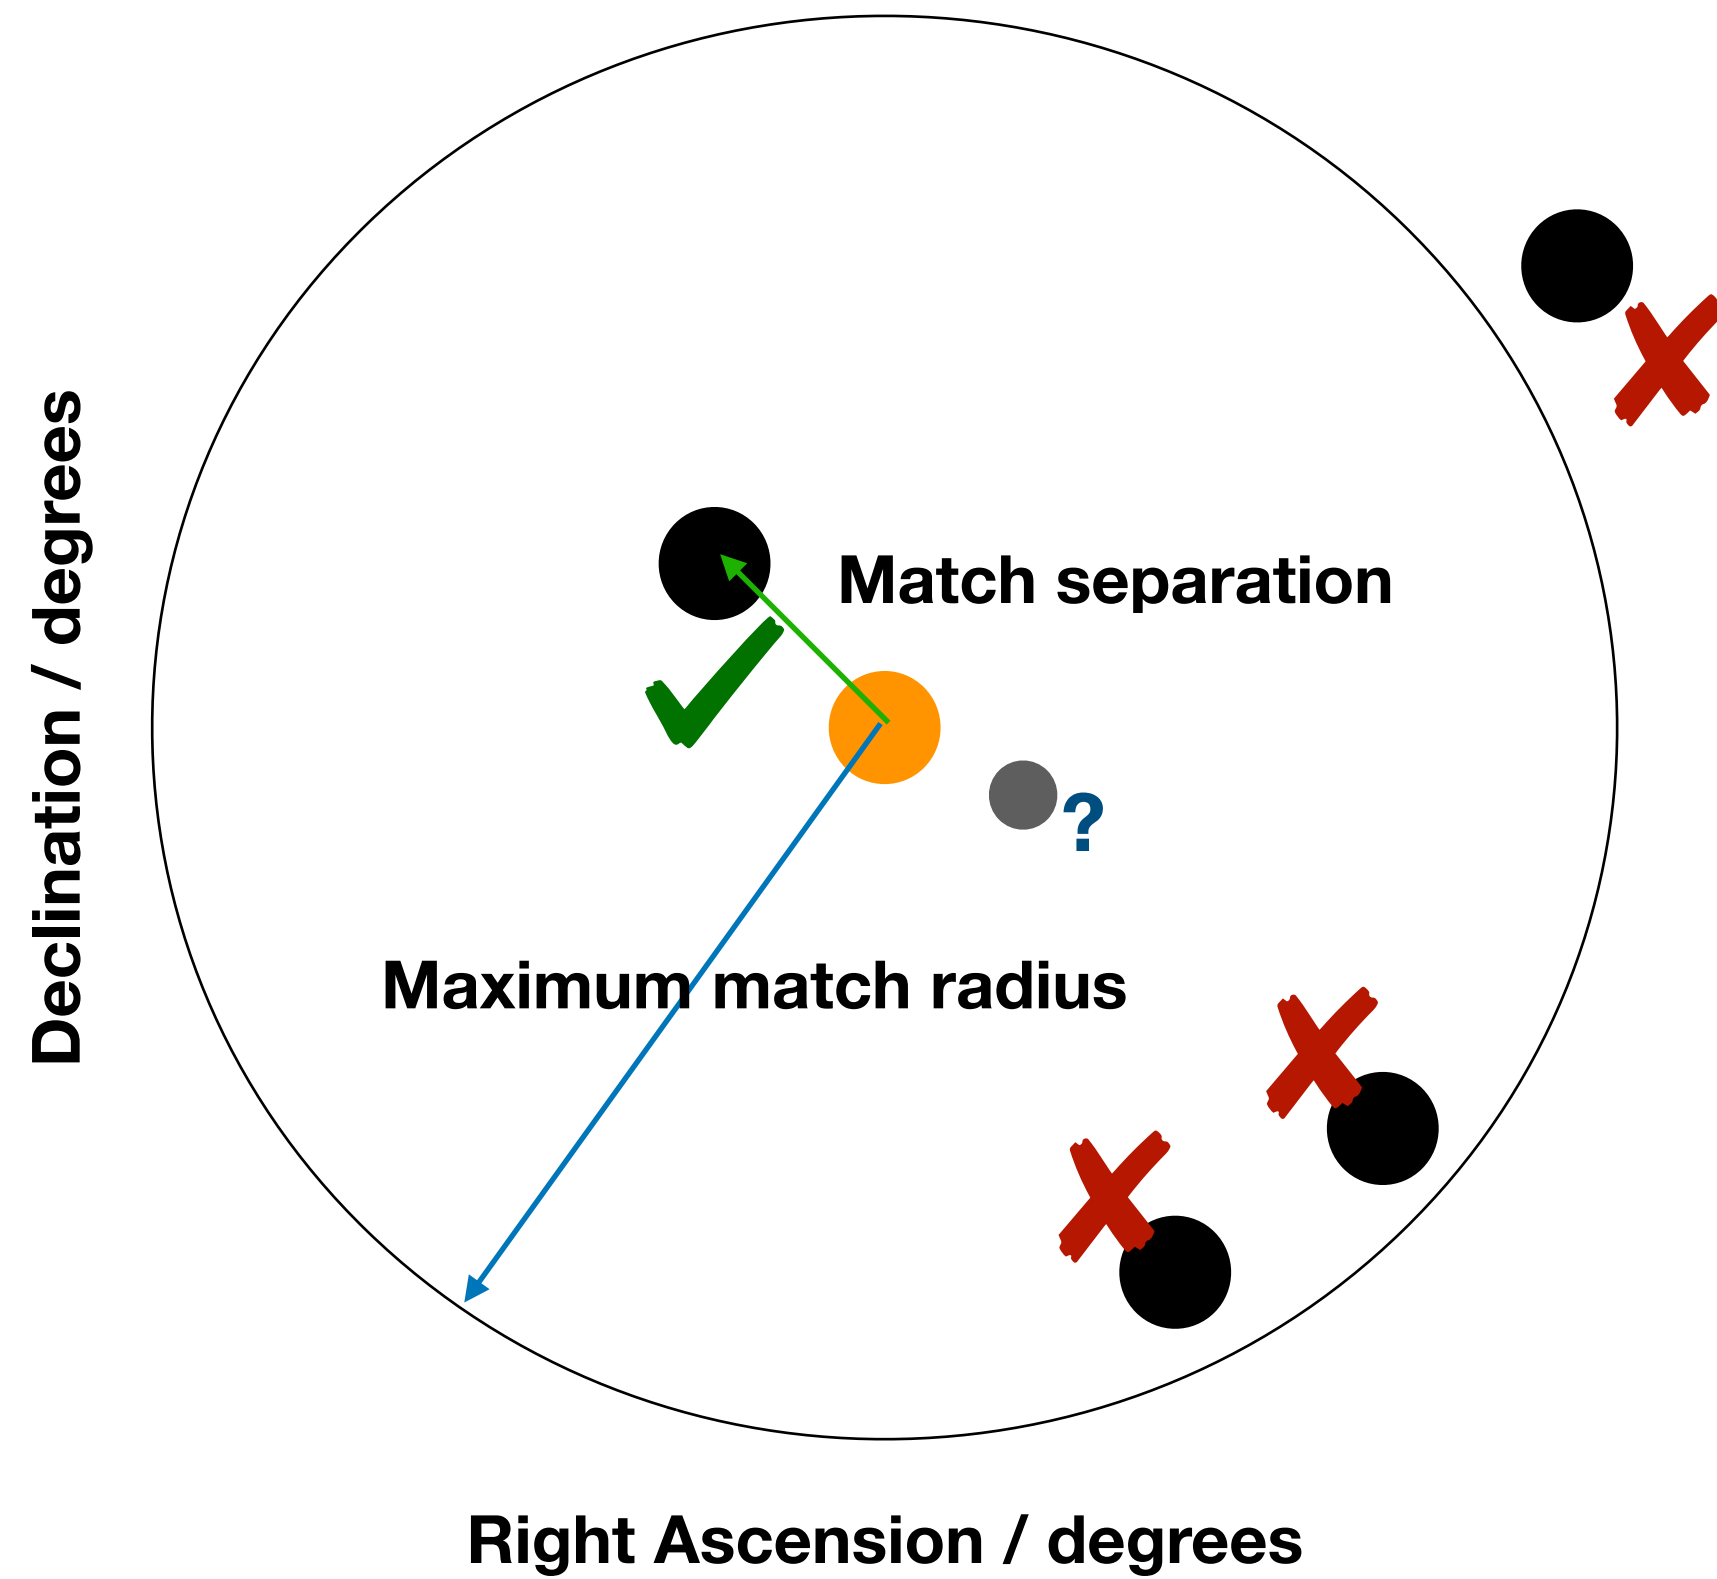 Declination / degrees
Match separation
?
Maximum match radius
Right Ascension / degrees